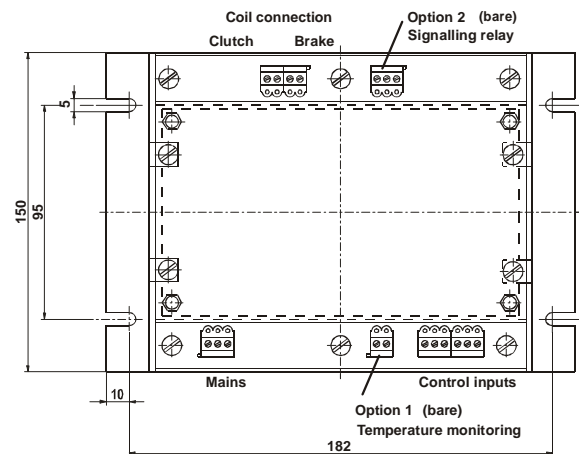 Coil connection
Clutch Brake
Option 2 (bare)
Signalling relay
5
150
95
10
Mains
Control inputs
Option 1 (bare)
Temperature monitoring
182